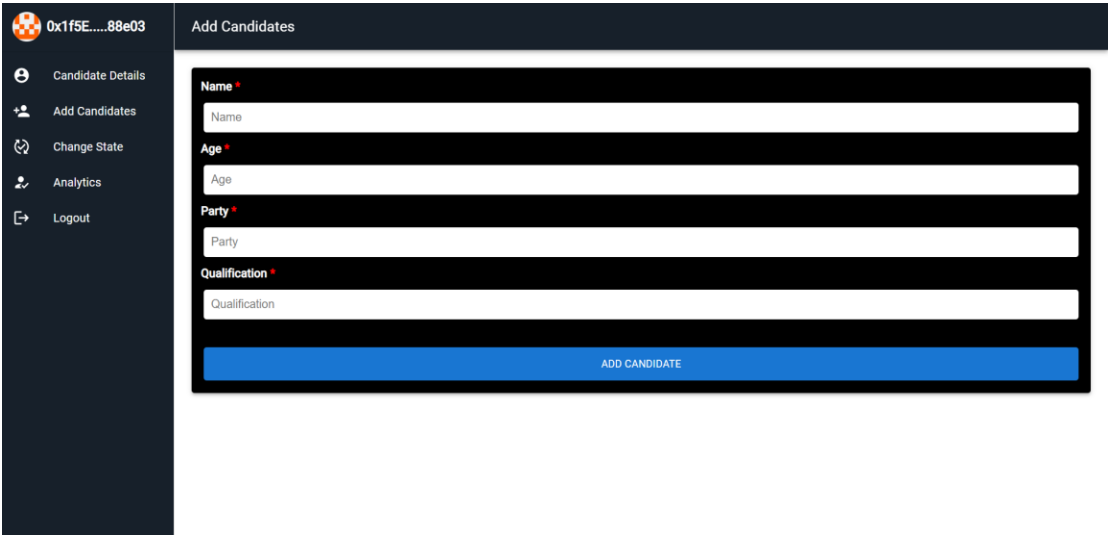 0x1f5E.....88e03
Candidate Details
Add Candidates
Change State
Analytics
Logout
Add Candidates
Name *
Name
Age *
Age
Party *
Party
Qualification *
Qualification
ADD CANDIDATE